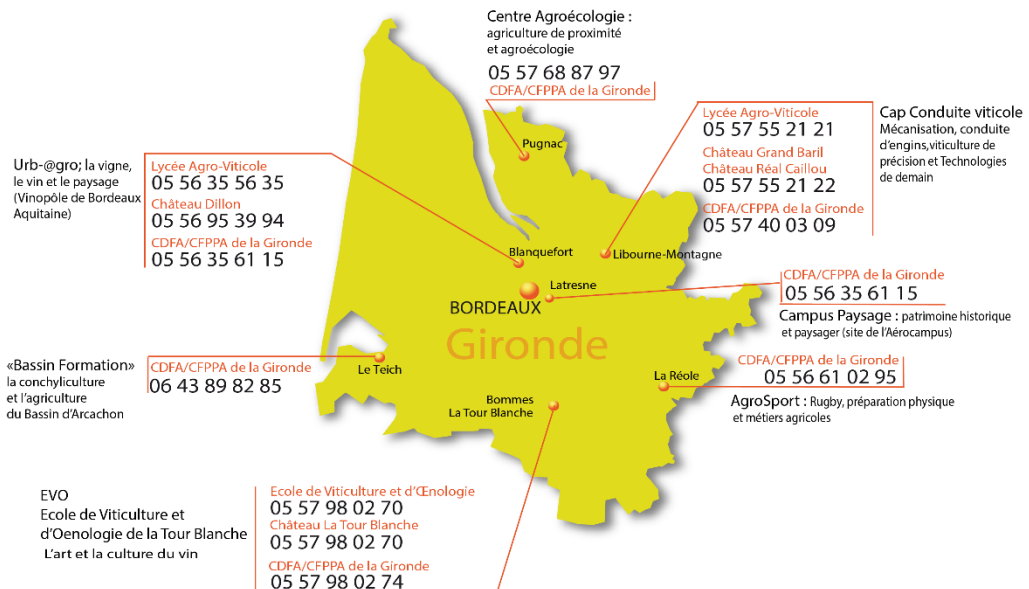 Centre Agroécologie :
agriculture de proximité
et agroécologie
05 57 68 87 97
CDFA/CFPPA de la Gironde
Pugnac
Lycée Agro-Viticole
05 57 55 21 21
Château Grand Baril
Château Réal Caillou
05 57 55 21 22
CDFA/CFPPA de la Gironde
05 57 40 03 09
Cap Conduite viticole
Mécanisation, conduite
d'engins,viticulture de
précision et Technologies
de demain
Urb-@gro; la vigne,
le vin et le paysage
(Vinopôle de Bordeaux
Aquitaine)
Lycée Agro-Viticole
05 56 35 56 35
Château Dillon
05 56 95 39 94
CDFA/CFPPA de la Gironde
05 56 35 61 15
Blanquefort
Libourne-Montagne
Latresne
BORDEAUX
Gironde
CDFA/CFPPA de la Gironde
05 56 35 61 15
Campus Paysage : patrimoine historique
et paysager (site de l'Aérocampus)
«Bassin Formation»
la conchyliculture
et l'agriculture
du Bassin d'Arcachon
CDFA/CFPPA de la Gironde
06 43 89 82 85
Le Teich
La Réole
CDFA/CFPPA de la Gironde
05 56 61 02 95
AgroSport : Rugby, préparation physique
et métiers agricoles
Bommes
La Tour Blanche
EVO
Ecole de Viticulture et
d'Oenologie de la Tour Blanche
L'art et la culture du vin
Ecole de Viticulture et d'Œnologie
05 57 98 02 70
Château La Tour Blanche
05 57 98 02 70
CDFA/CFPPA de la Gironde
05 57 98 02 74